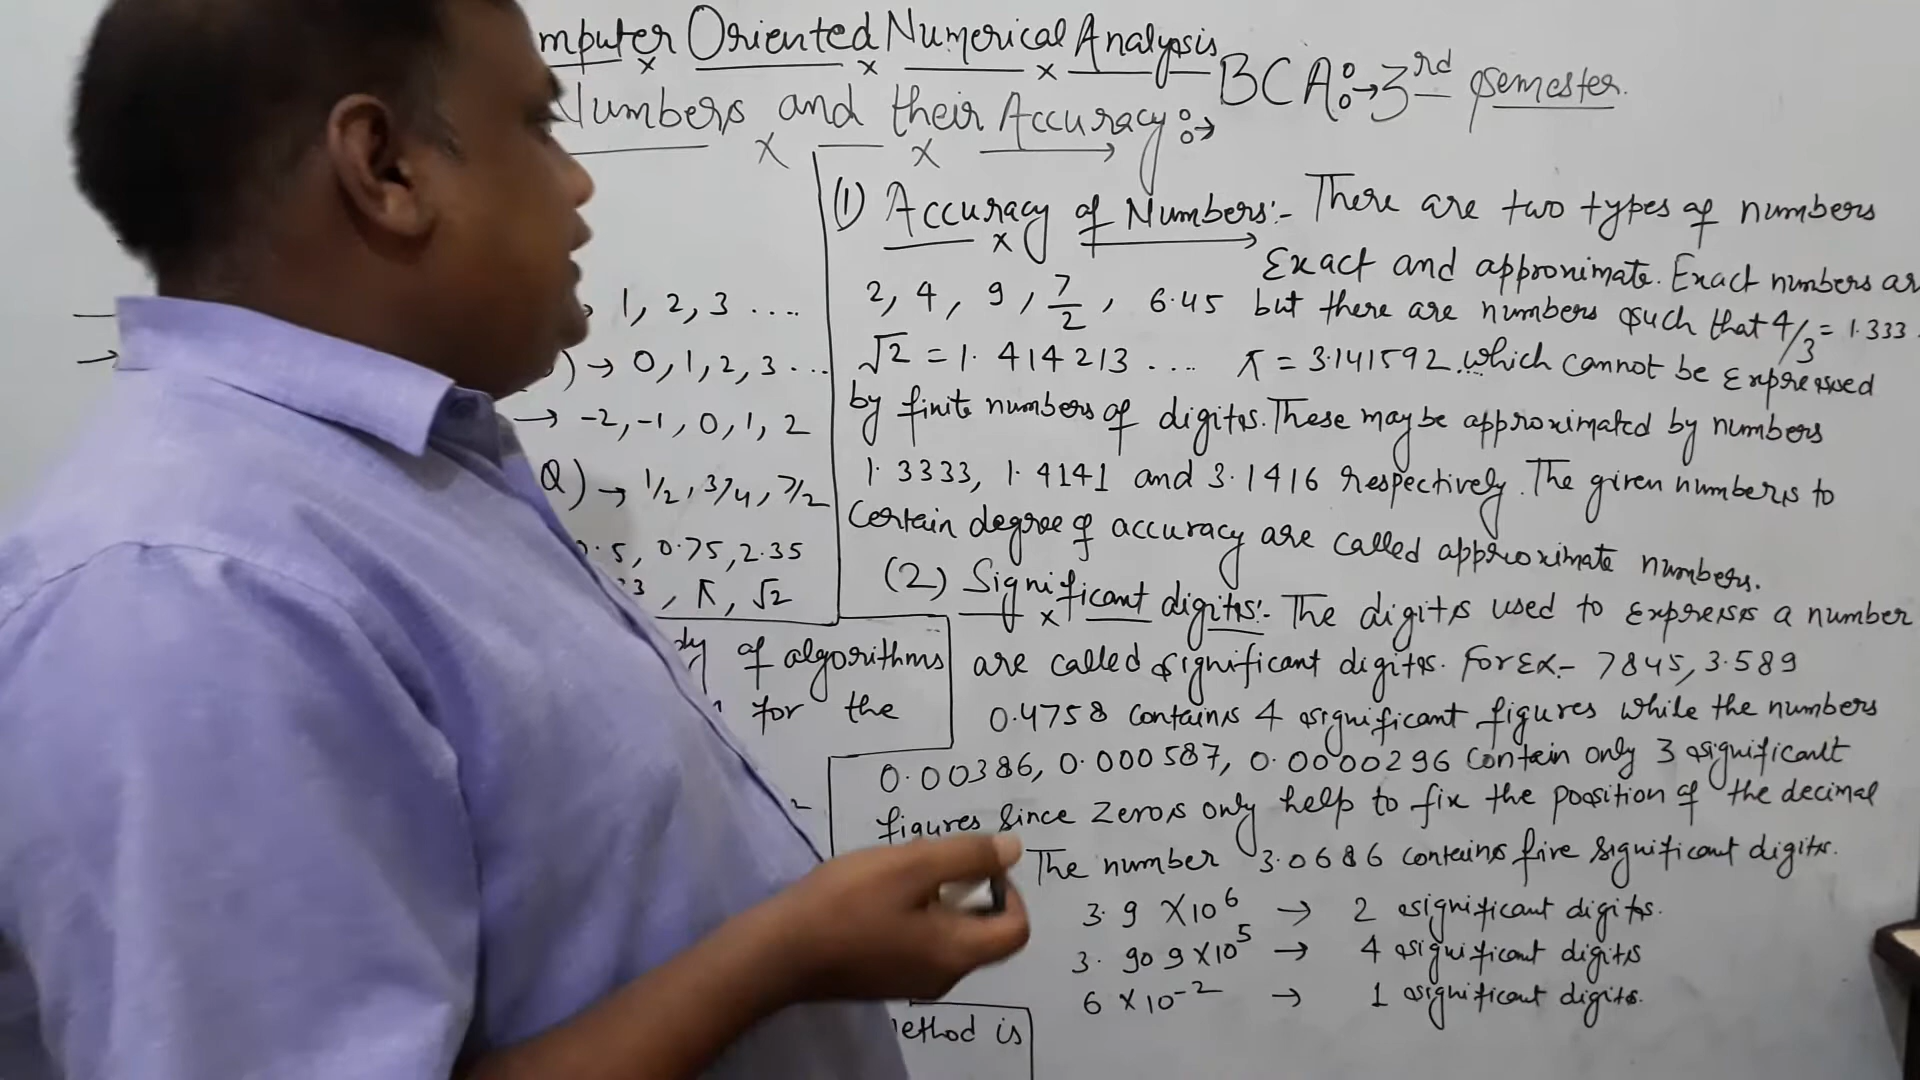 mputer Oriented Numerical Analysis
BCA:→3rd semester.
Numbers and their Accuracy:→
→ 1, 2, 3 ....
) → 0, 1, 2, 3 ...
→ -2, -1, 0, 1, 2
Q) → 1/2, 3/4, 7/2
0.5, 0.75, 2.35
3, π, √2
of algorithms
for the
(1) Accuracy of Numbers:- There are two types of numbers
Exact and approximate. Exact numbers ar
2, 4, 9, 7/2, 6.45 but there are numbers such that 4/3 = 1.333
√2 = 1.414213 .... π = 3.141592... which cannot be expressed
by finite numbers of digits. These may be approximated by numbers
1.3333, 1.4141 and 3.1416 respectively. The given numbers to
certain degree of accuracy are called approximate numbers.
(2) Significant digits:- The digits used to express a number
are called significant digits. For Ex.- 7845, 3.589
0.4758 contains 4 significant figures while the numbers
0.00386, 0.000587, 0.0000296 contain only 3 significant
figures since zeros only help to fix the position of the decimal
The number 3.0686 contains five significant digits.
3.9 X10^6 → 2 significant digits.
3.909 X10^5 → 4 significant digits
6 X10^-2 → 1 significant digits.
ethod is